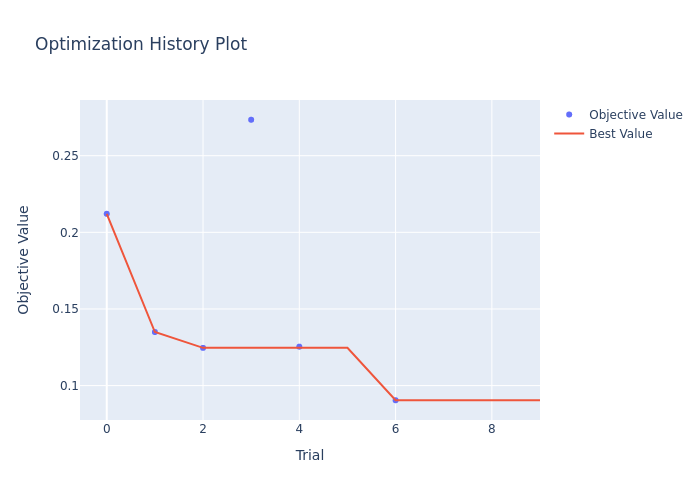 Optimization History Plot
Objective Value
Best Value
0.25
0.2
0.15
0.1
Objective Value
0
2
4
6
8
Trial